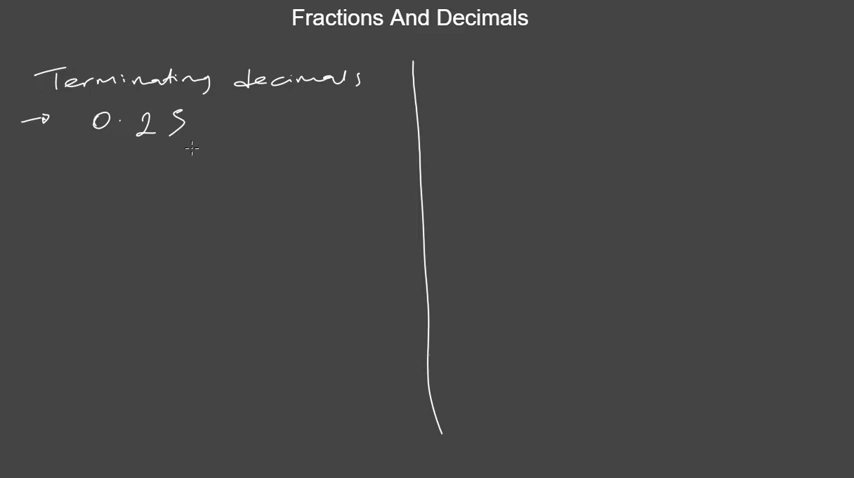 Fractions And Decimals
Terminating decimals
→ 0.25